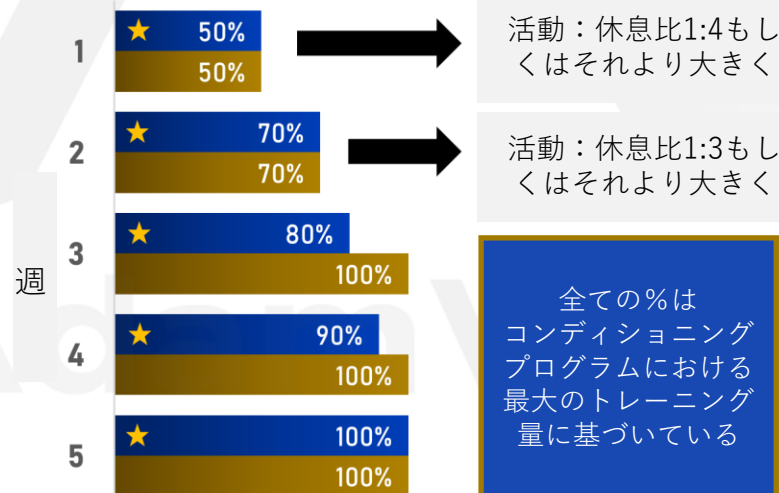 週
1
50%
50%
活動：休息比1:4もし
くはそれより大きく
2
70%
70%
活動：休息比1:3もし
くはそれより大きく
3
80%
100%
4
90%
100%
5
100%
100%
全ての％は
コンディショニング
プログラムにおける
最大のトレーニング
量に基づいている